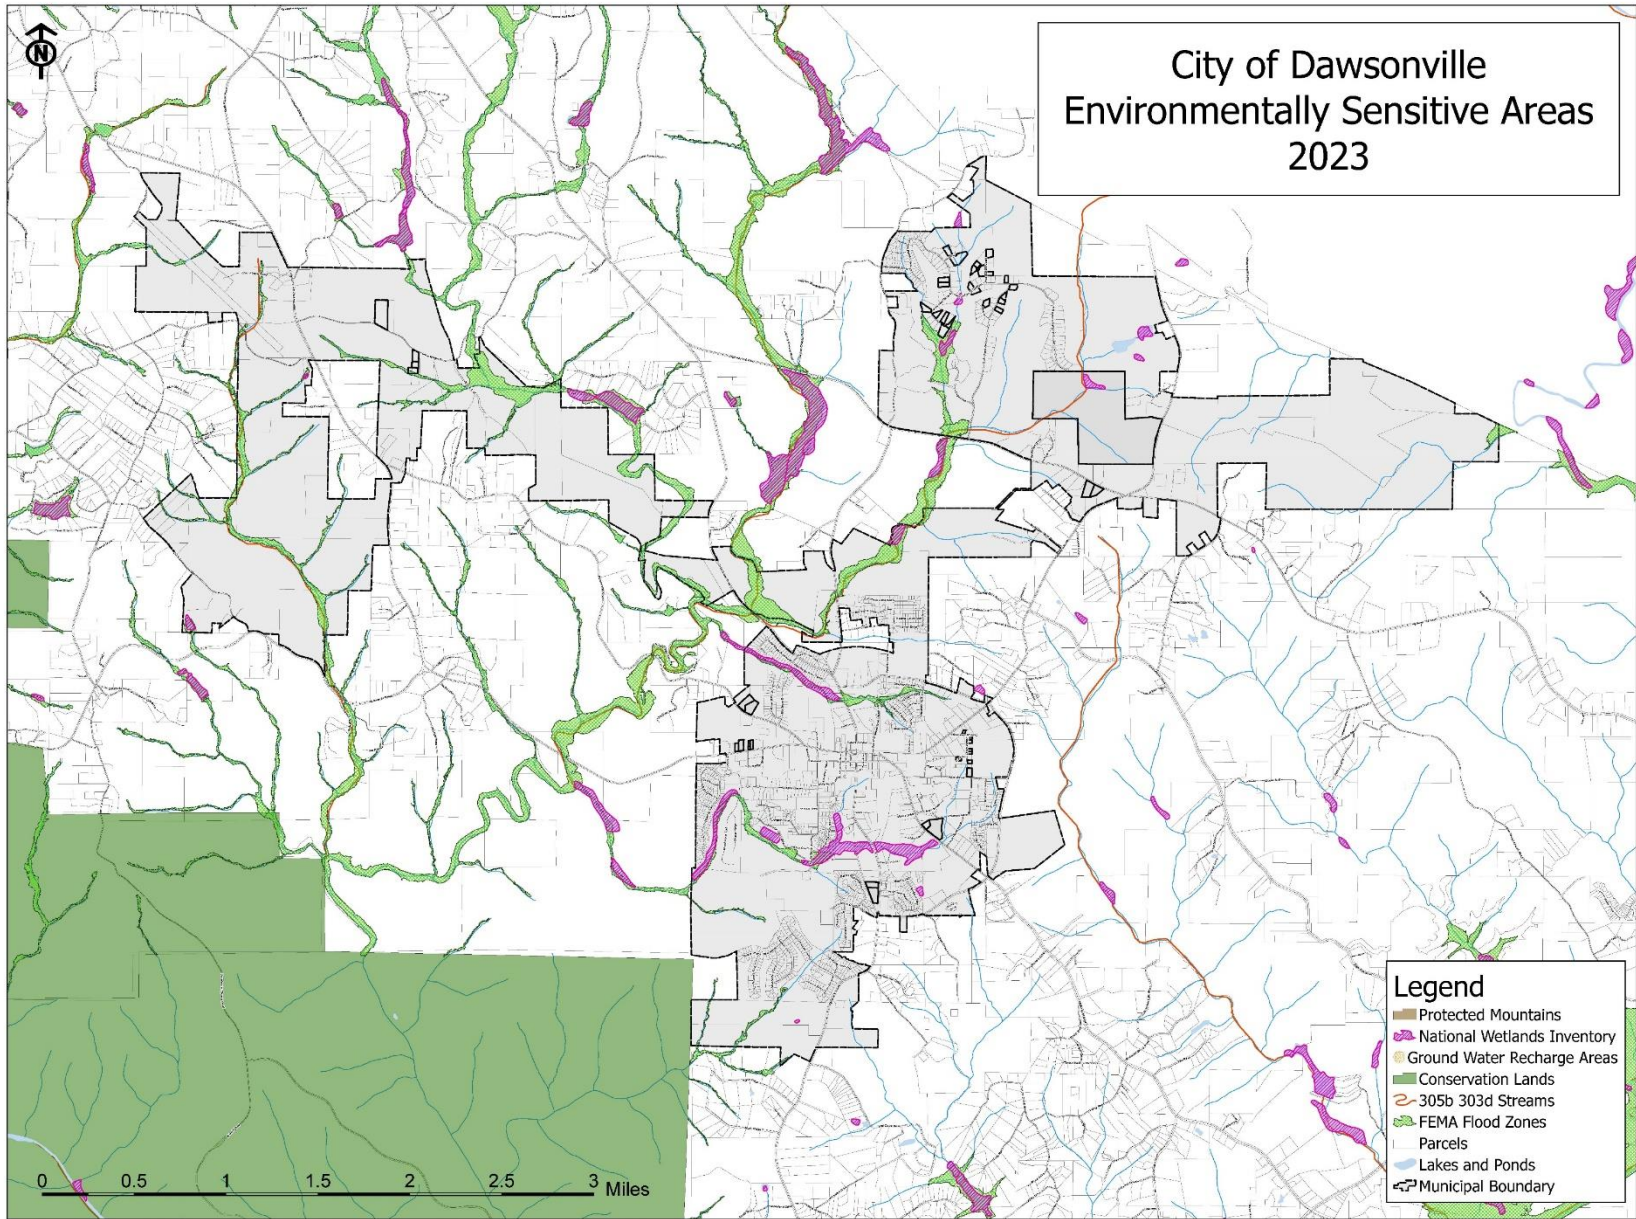 N
City of Dawsonville
Environmentally Sensitive Areas
2023
Legend
Protected Mountains
National Wetlands Inventory
Ground Water Recharge Areas
Conservation Lands
305b 303d Streams
FEMA Flood Zones
Parcels
Lakes and Ponds
Municipal Boundary
0 0.5 1 1.5 2 2.5 3 Miles